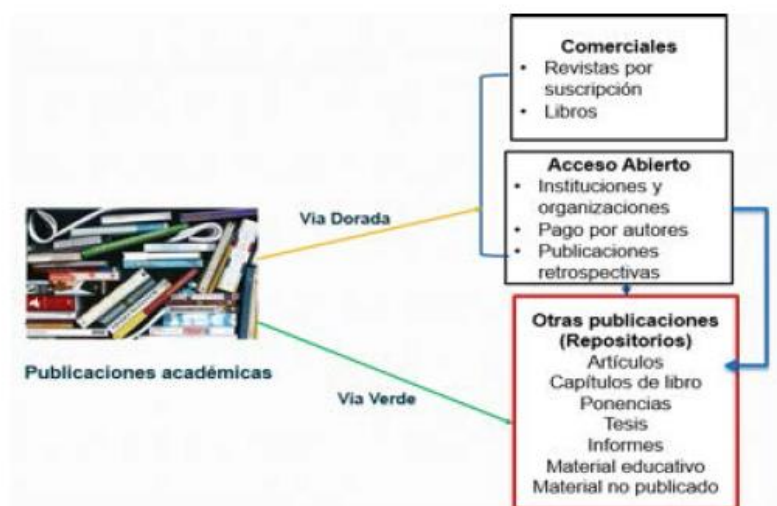 Comerciales
• Revistas por
suscripción
• Libros
Acceso Abierto
• Instituciones y
organizaciones
• Pago por autores
• Publicaciones
retrospectivas
Via Dorada
Publicaciones académicas
Via Verde
Otras publicaciones
(Repositorios)
Artículos
Capítulos de libro
Ponencias
Tesis
Informes
Material educativo
Material no publicado